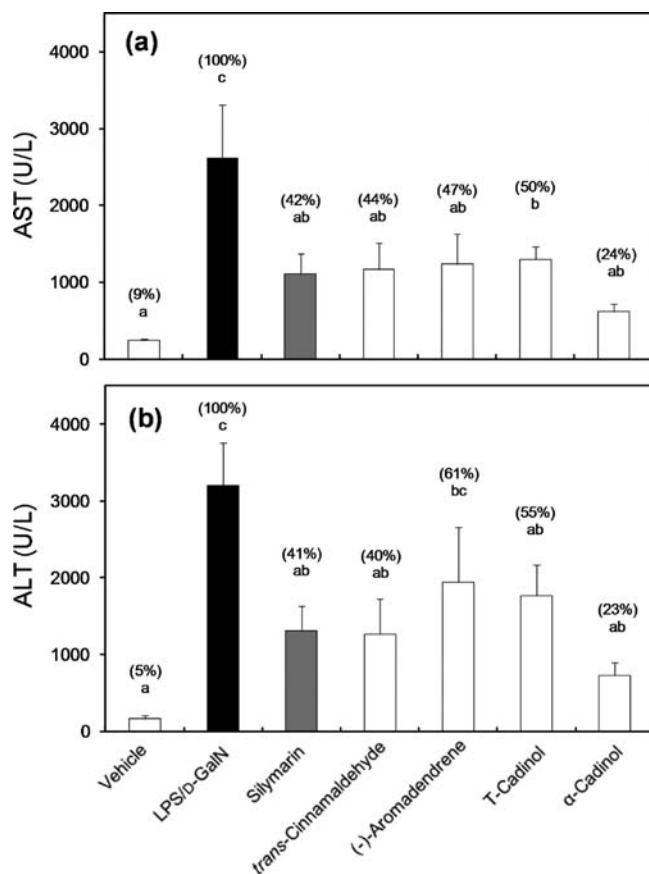 (a)
AST (U/L)
4000
3000
2000
1000
0
(9%)
a
(100%)
c
(42%)
ab
(44%)
ab
(47%)
ab
(50%)
b
(24%)
ab
(b)
ALT (U/L)
4000
3000
2000
1000
0
(5%)
a
(100%)
c
(41%)
ab
(40%)
ab
(61%)
bc
(55%)
ab
(23%)
ab
Vehicle
LPS/D-GalN
Silymarin
trans-Cinnamaldehyde
(-)-Aromadendrene
T-Cadinol
α-Cadinol